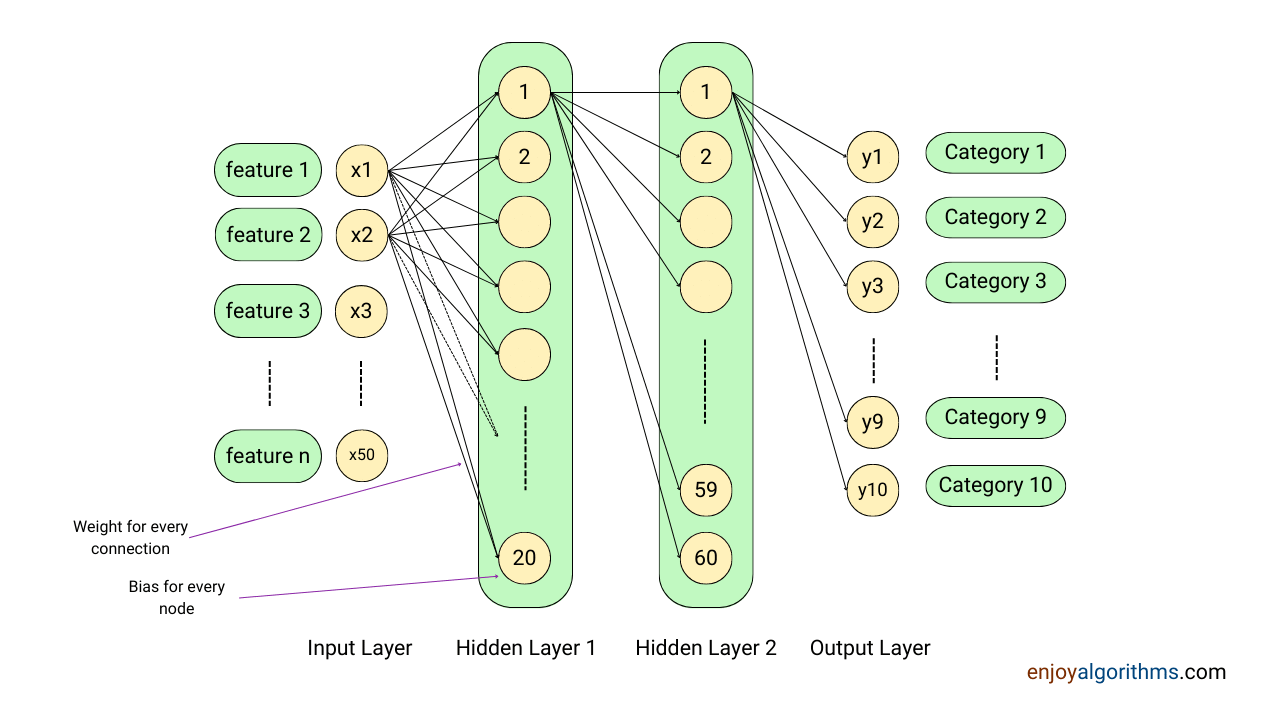 1
1
2
2
feature 1
x1
y1
Category 1
feature 2
x2
y2
Category 2
feature 3
x3
y3
Category 3
y9
Category 9
feature n
x50
59
y10
Category 10
Weight for every
connection
20
60
Bias for every
node
Input Layer
Hidden Layer 1
Hidden Layer 2
Output Layer
enjoyalgorithms.com